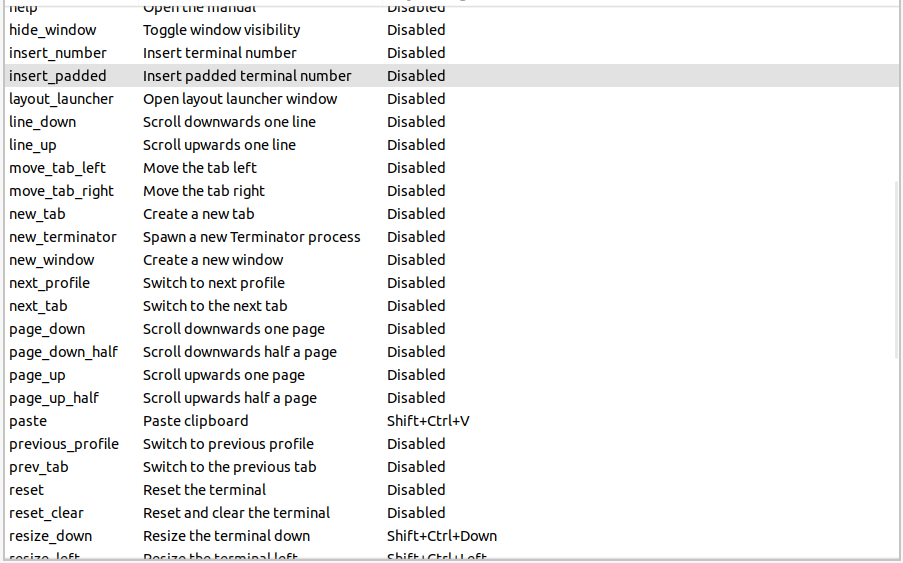 help Open the manual Disabled
hide_window Toggle window visibility Disabled
insert_number Insert terminal number Disabled
insert_padded Insert padded terminal number Disabled
layout_launcher Open layout launcher window Disabled
line_down Scroll downwards one line Disabled
line_up Scroll upwards one line Disabled
move_tab_left Move the tab left Disabled
move_tab_right Move the tab right Disabled
new_tab Create a new tab Disabled
new_terminator Spawn a new Terminator process Disabled
new_window Create a new window Disabled
next_profile Switch to next profile Disabled
next_tab Switch to the next tab Disabled
page_down Scroll downwards one page Disabled
page_down_half Scroll downwards half a page Disabled
page_up Scroll upwards one page Disabled
page_up_half Scroll upwards half a page Disabled
paste Paste clipboard Shift+Ctrl+V
previous_profile Switch to previous profile Disabled
prev_tab Switch to the previous tab Disabled
reset Reset the terminal Disabled
reset_clear Reset and clear the terminal Disabled
resize_down Resize the terminal down Shift+Ctrl+Down
resize_left Resize the terminal left Shift+Ctrl+Left